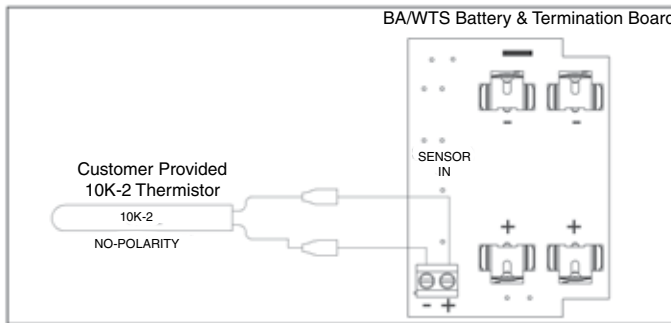 BA/WTS Battery & Termination Board
- -
SENSOR
IN
Customer Provided
10K-2 Thermistor
10K-2
NO-POLARITY
+ +
- +